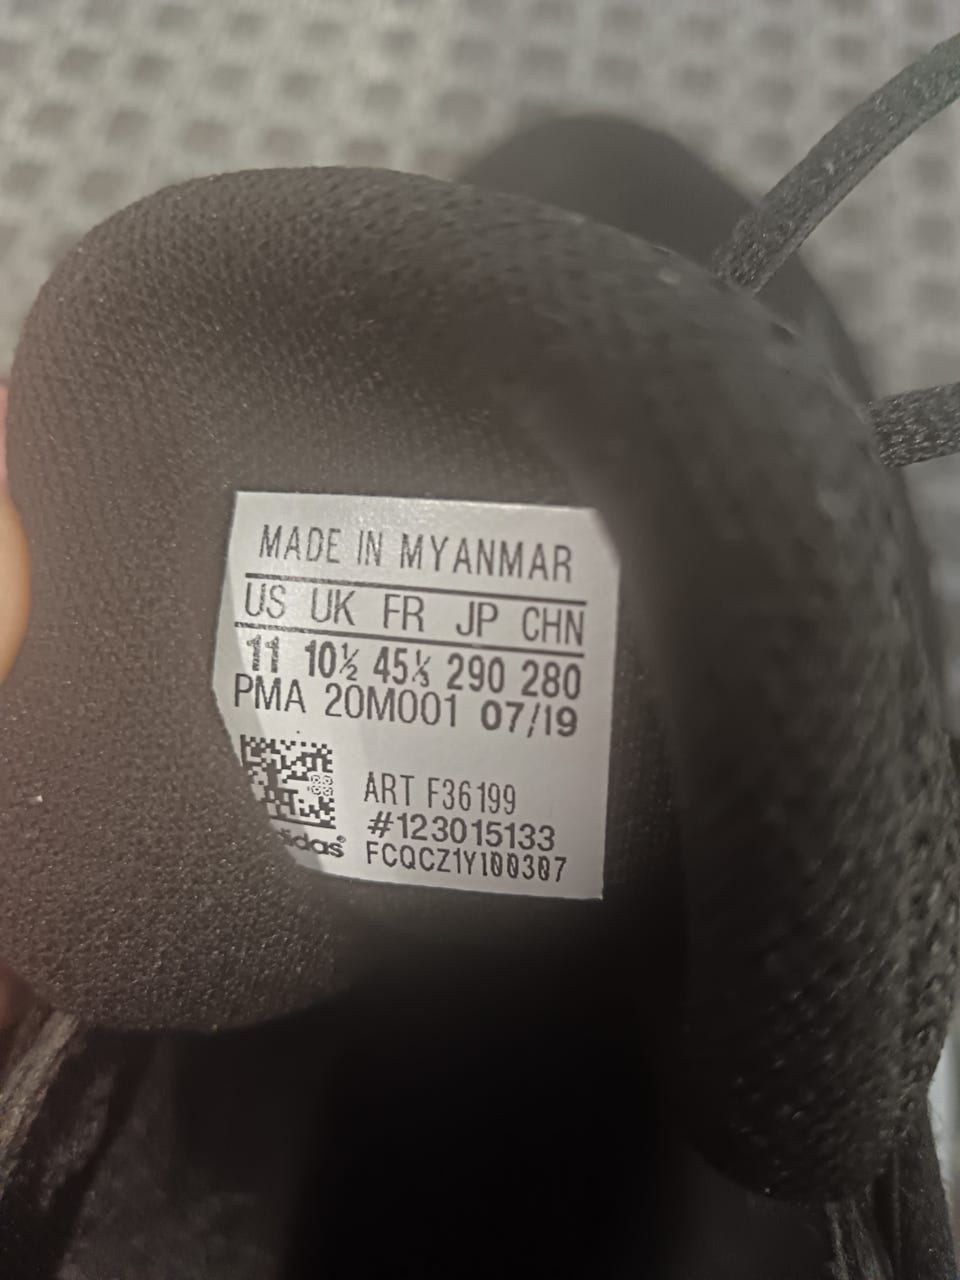 MADE IN MYANMAR
US UK FR JP CHN
11 10½ 45⅓ 290 280
PMA 20M001 07/19
ART F36199
#123015133
FCQCZ1Y100307
adidas®